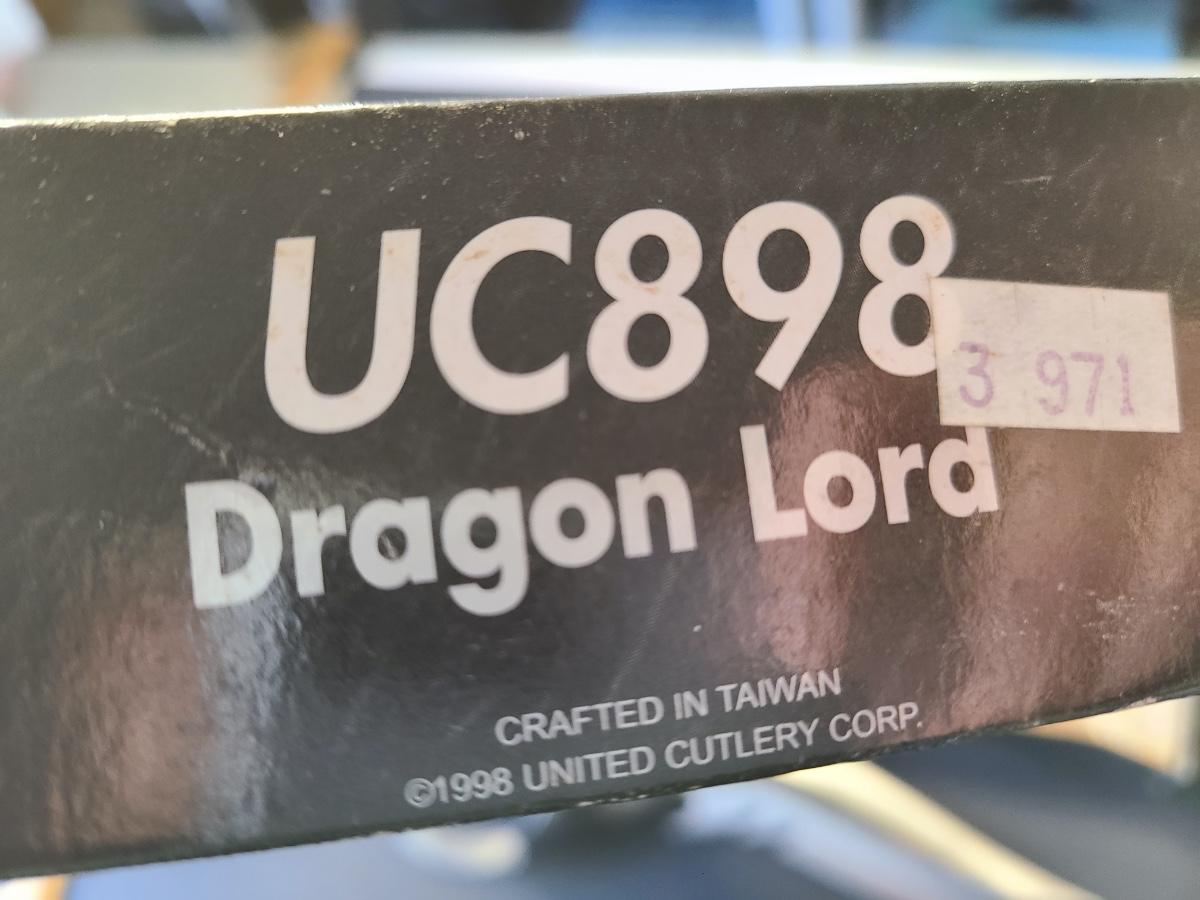 UC898
3 971
Dragon Lord
CRAFTED IN TAIWAN
©1998 UNITED CUTLERY CORP.